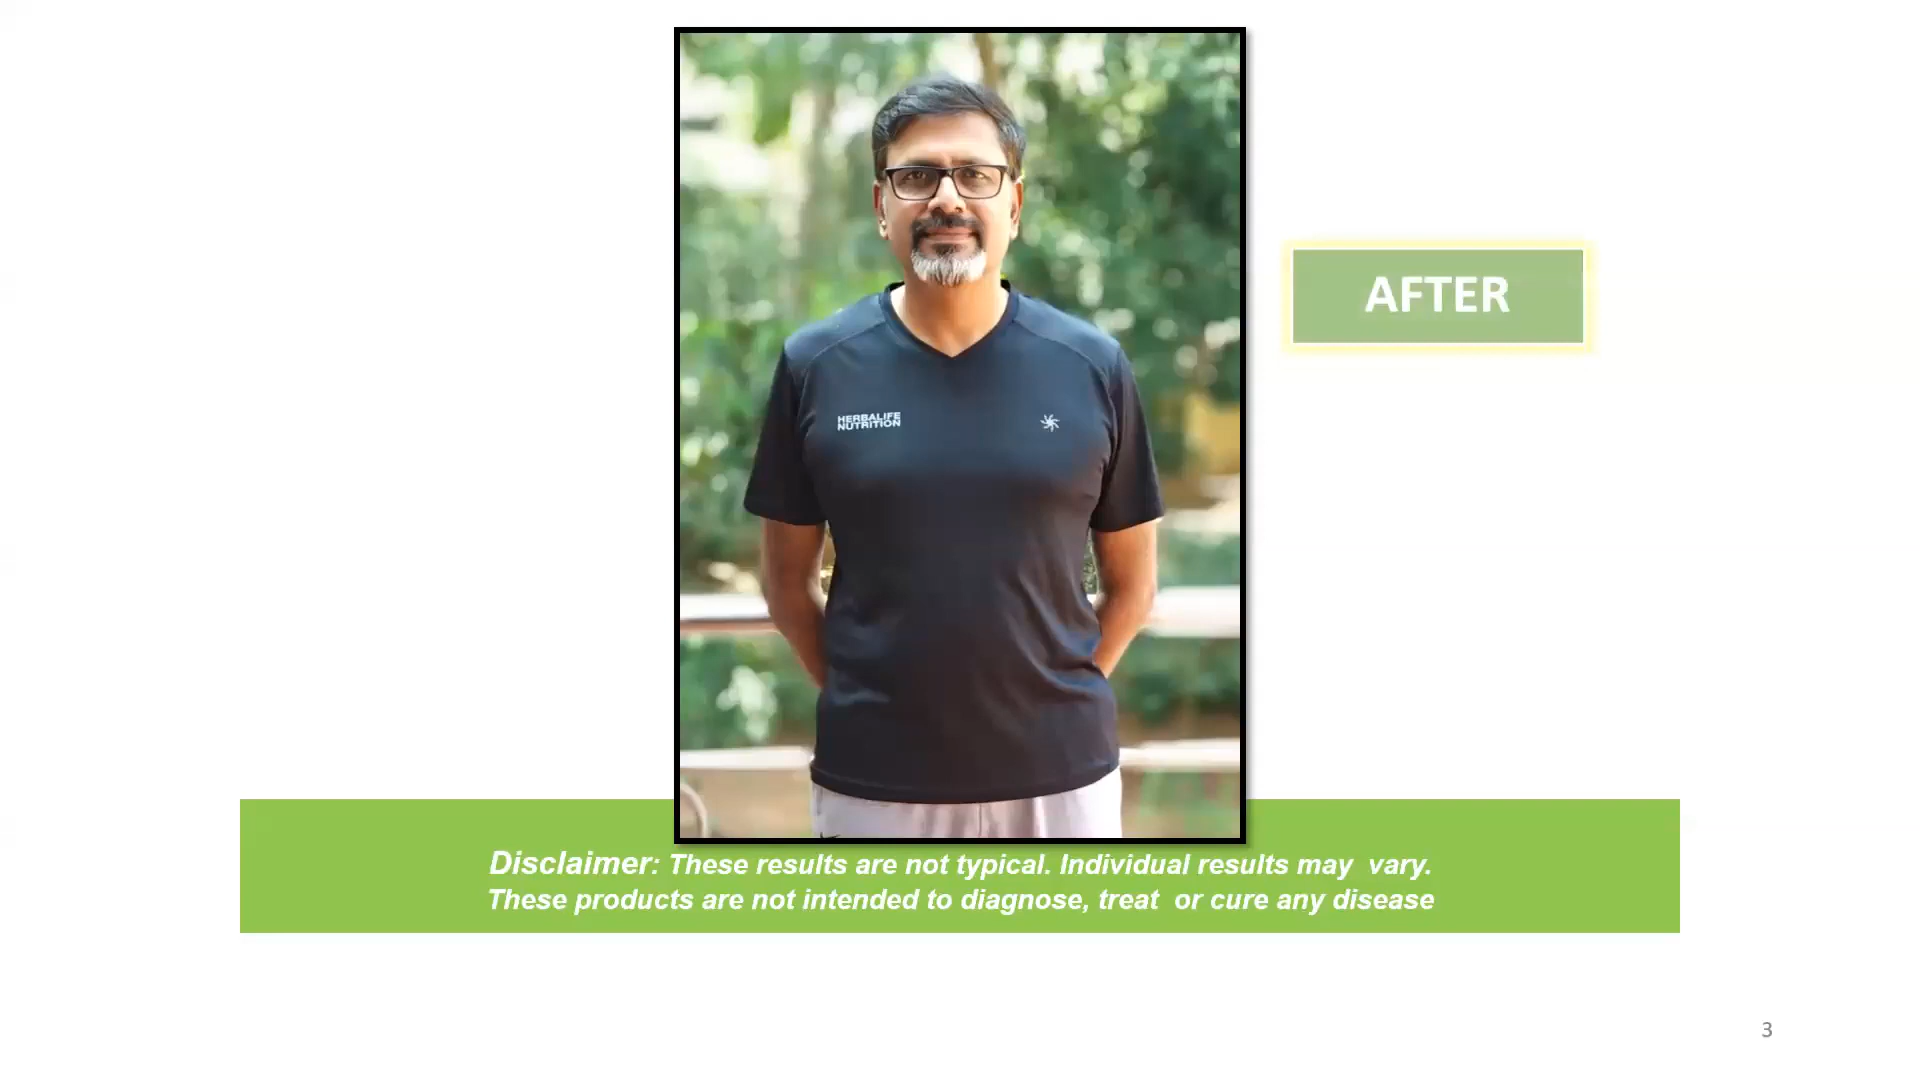 HERBALIFE
NUTRITION
AFTER
Disclaimer: These results are not typical. Individual results may vary.
These products are not intended to diagnose, treat or cure any disease
3